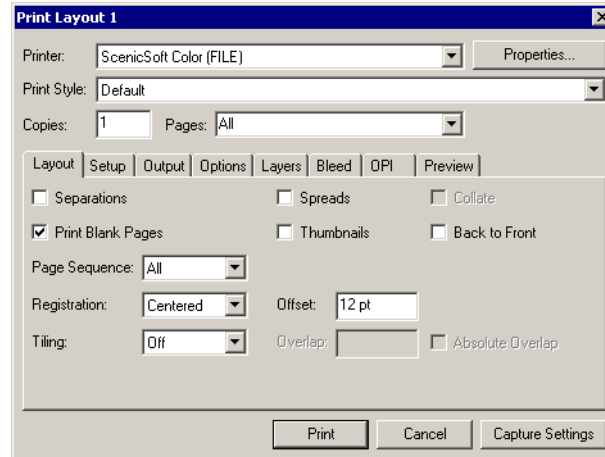 Print Layout 1
Printer: ScenicSoft Color (FILE) Properties...
Print Style: Default
Copies: 1 Pages: All
Layout Setup Output Options Layers Bleed OPI Preview
Separations Spreads Collate
Print Blank Pages Thumbnails Back to Front
Page Sequence: All
Registration: Centered Offset: 12 pt
Tiling: Off Overlap: Absolute Overlap
Print Cancel Capture Settings